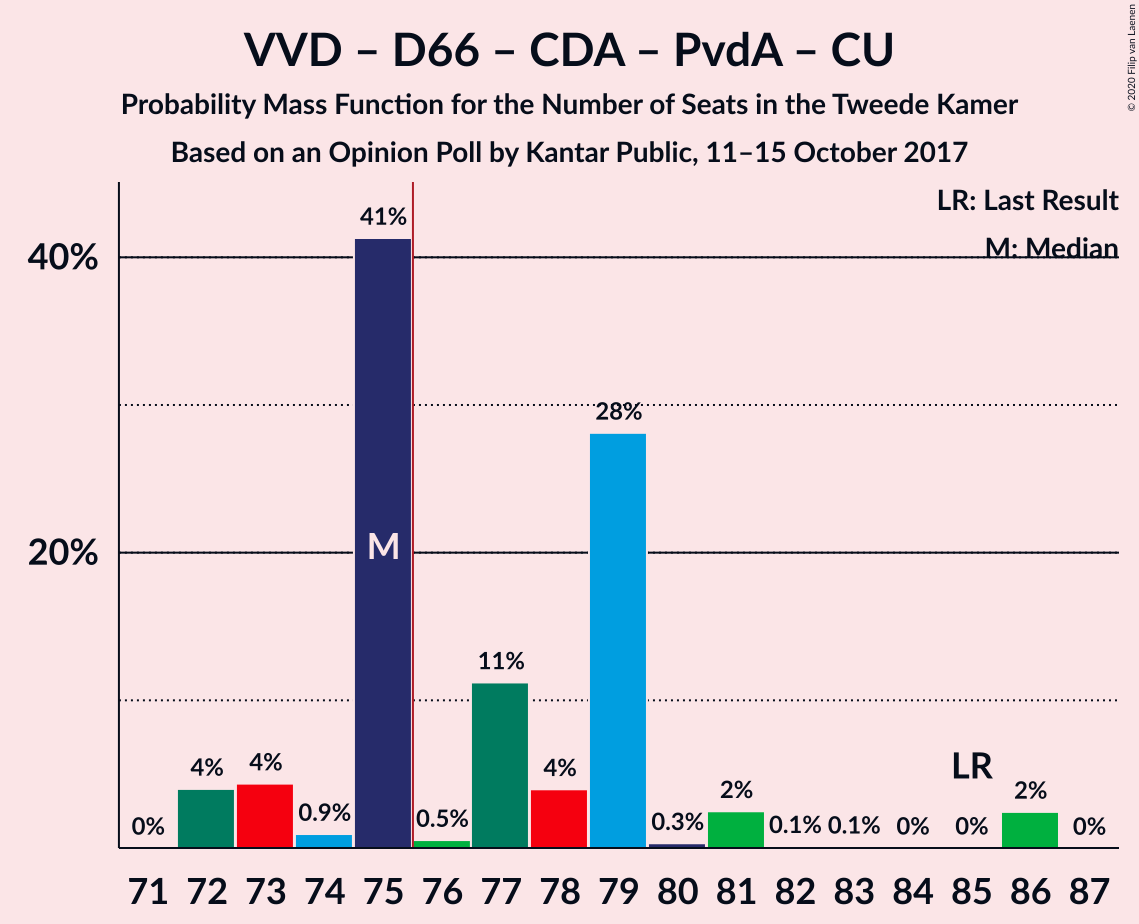 VVD – D66 – CDA – PvdA – CU
Probability Mass Function for the Number of Seats in the Tweede Kamer
Based on an Opinion Poll by Kantar Public, 11–15 October 2017
© 2020 Filip van Laenen
LR: Last Result
M: Median
40%
20%
0%
4%
4%
0.9%
41%
M
0.5%
11%
4%
28%
0.3%
2%
0.1%
0.1%
0%
LR
0%
2%
0%
71 72 73 74 75 76 77 78 79 80 81 82 83 84 85 86 87